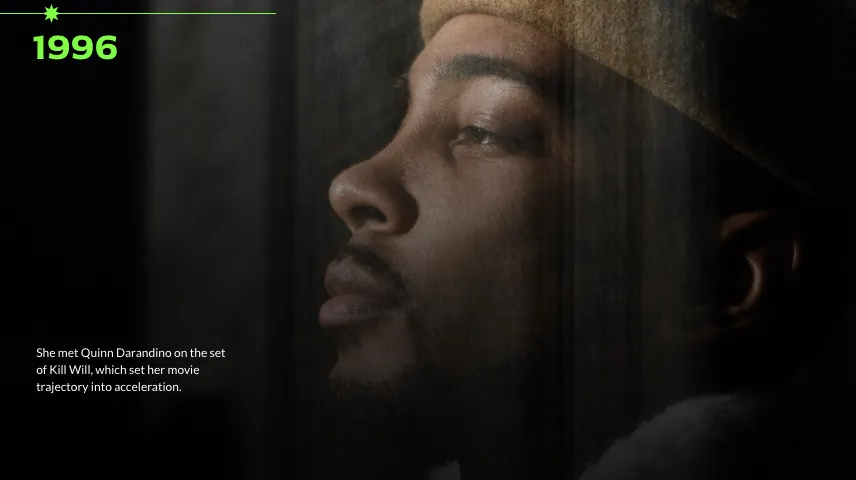 1996
She met Quinn Darandino on the set
of Kill Will, which set her movie
trajectory into acceleration.